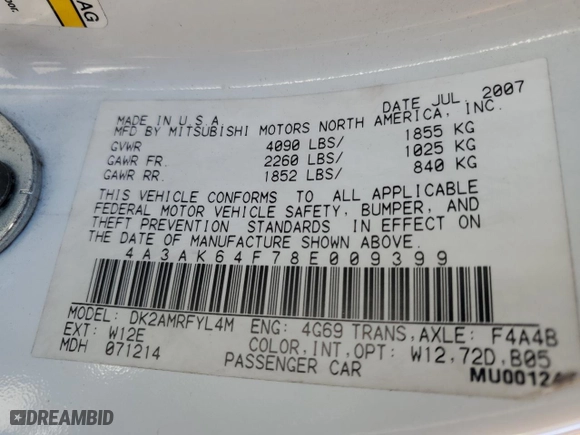 AG
DATE JUL 2007
MADE IN U.S.A.
MFD BY MITSUBISHI MOTORS NORTH AMERICA, INC.
GVWR 4090 LBS/ 1855 KG
GAWR FR. 2260 LBS/ 1025 KG
GAWR RR. 1852 LBS/ 840 KG
THIS VEHICLE CONFORMS TO ALL APPLICABLE
FEDERAL MOTOR VEHICLE SAFETY, BUMPER, AND
THEFT PREVENTION STANDARDS IN EFFECT ON
THE DATE OF MANUFACTURE SHOWN ABOVE.
4A3AK64F78E009399
MODEL: DK2AMRFYL4M ENG: 4G69 TRANS,AXLE: F4A4B
EXT: W12E COLOR,INT,OPT: W12,72D,B05
MDH 071214 PASSENGER CAR
MU0012
DREAMBID